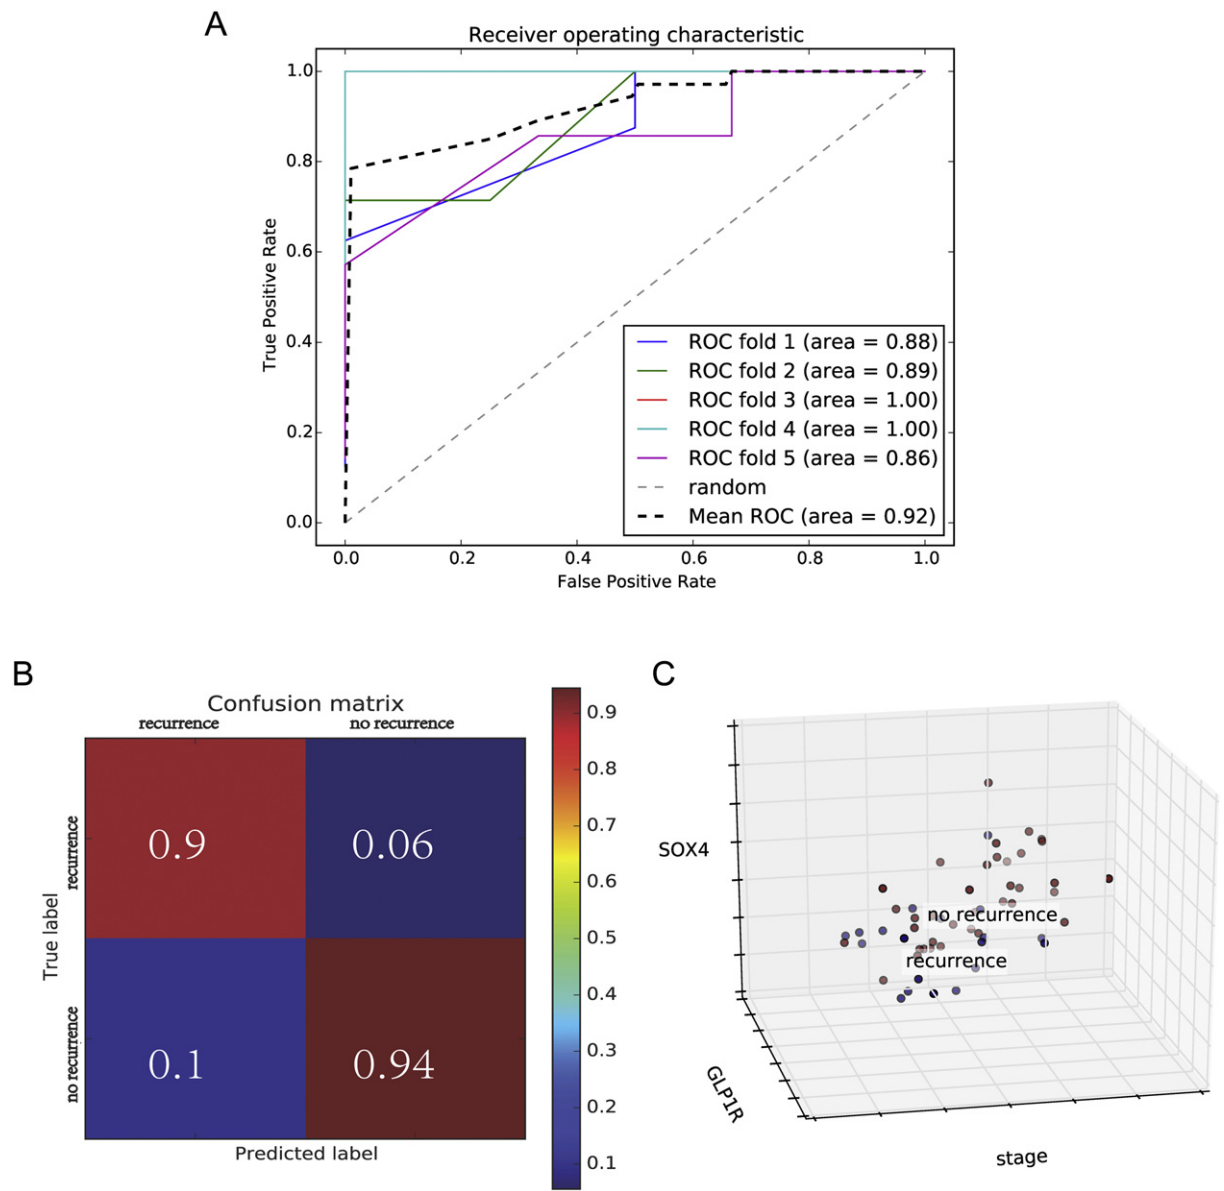 A
Receiver operating characteristic
1.0
0.8
0.6
0.4
0.2
0.0
True Positive Rate
ROC fold 1 (area = 0.88)
ROC fold 2 (area = 0.89)
ROC fold 3 (area = 1.00)
ROC fold 4 (area = 1.00)
ROC fold 5 (area = 0.86)
random
Mean ROC (area = 0.92)
0.0 0.2 0.4 0.6 0.8 1.0
False Positive Rate
B
Confusion matrix
recurrence no recurrence
True label
recurrence
no recurrence
0.9 0.06
0.1 0.94
Predicted label
0.9
0.8
0.7
0.6
0.5
0.4
0.3
0.2
0.1
C
SOX4
no recurrence
recurrence
GLP1R
stage